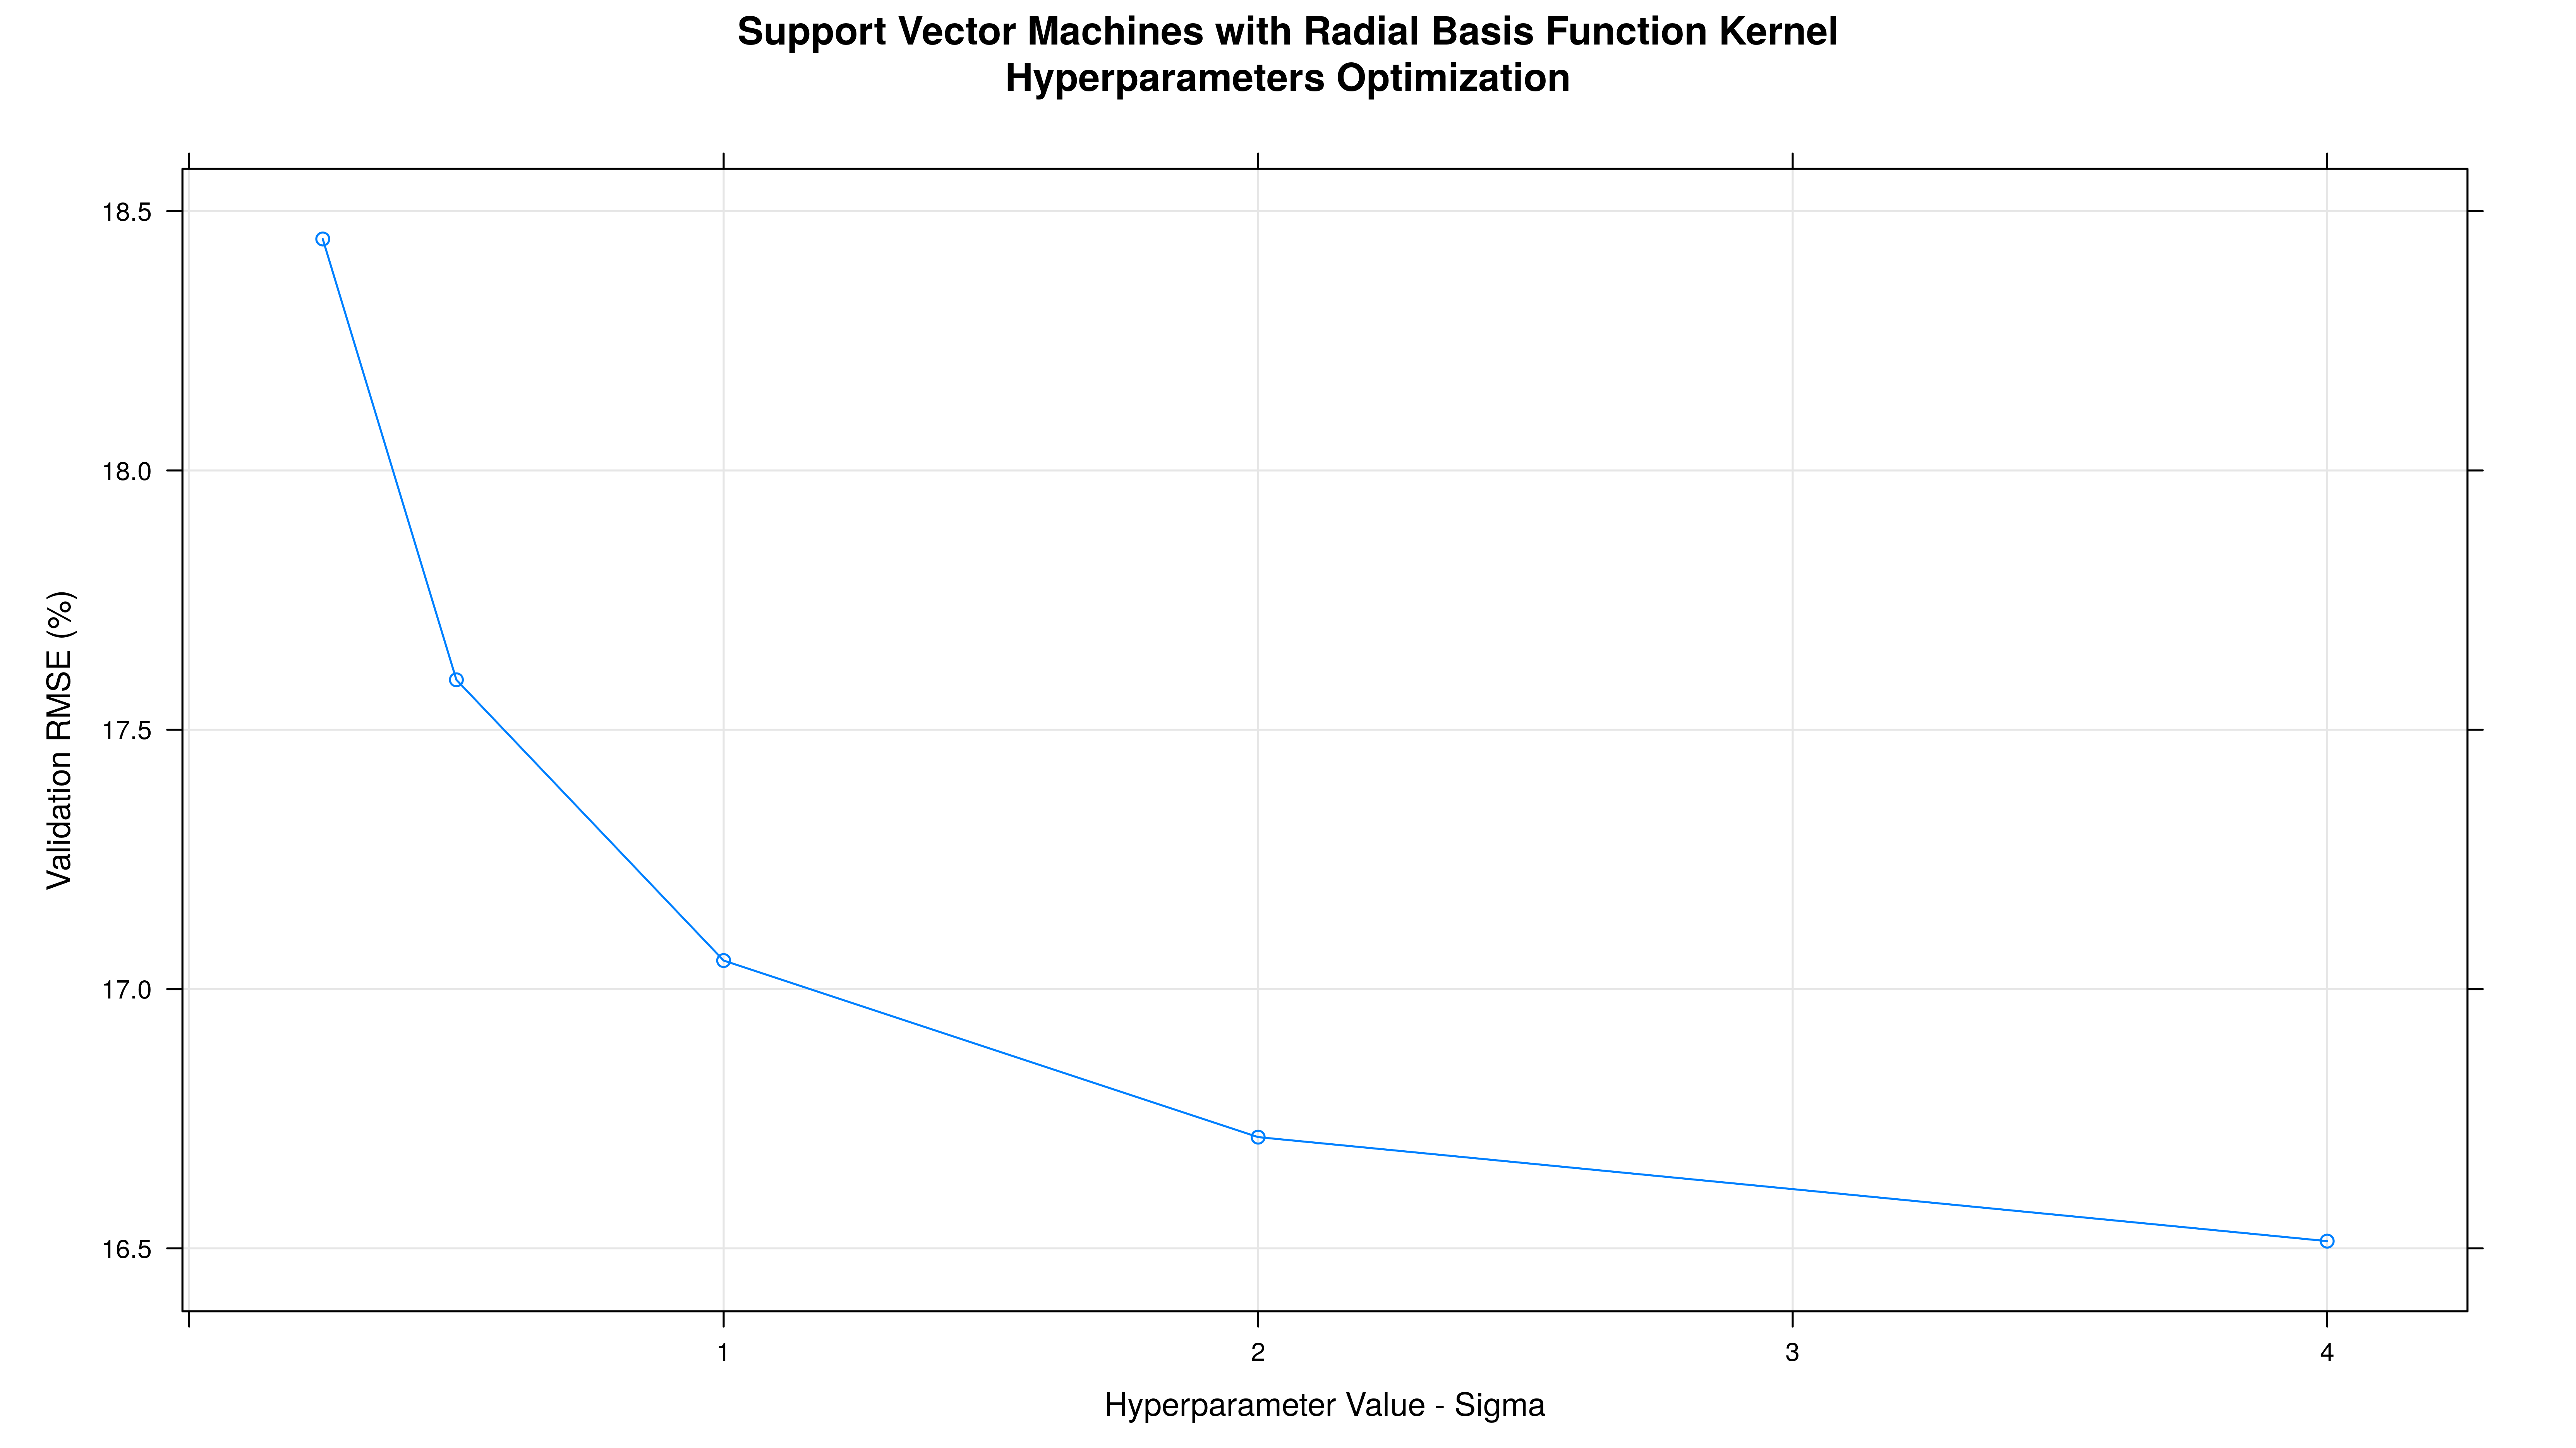 Support Vector Machines with Radial Basis Function Kernel
Hyperparameters Optimization
18.5
18.0
17.5
17.0
16.5
Validation RMSE (%)
1
2
3
4
Hyperparameter Value - Sigma